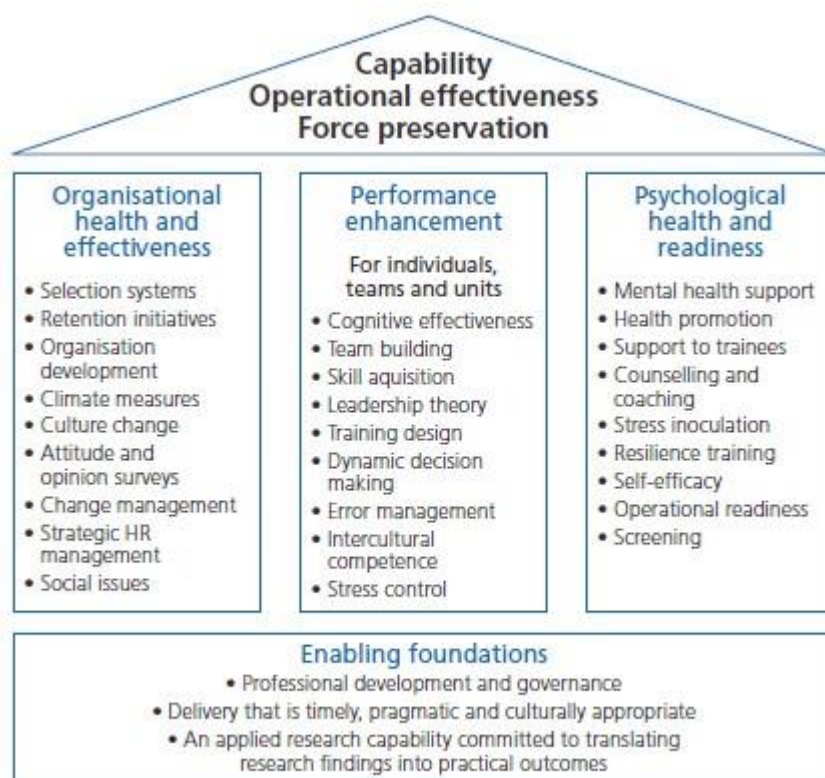 Capability
Operational effectiveness
Force preservation
Organisational
health and
effectiveness
• Selection systems
• Retention initiatives
• Organisation
development
• Climate measures
• Culture change
• Attitude and
opinion surveys
• Change management
• Strategic HR
management
• Social issues
Performance
enhancement
For individuals,
teams and units
• Cognitive effectiveness
• Team building
• Skill aquisition
• Leadership theory
• Training design
• Dynamic decision
making
• Error management
• Intercultural
competence
• Stress control
Psychological
health and
readiness
• Mental health support
• Health promotion
• Support to trainees
• Counselling and
coaching
• Stress inoculation
• Resilience training
• Self-efficacy
• Operational readiness
• Screening
Enabling foundations
• Professional development and governance
• Delivery that is timely, pragmatic and culturally appropriate
• An applied research capability committed to translating
research findings into practical outcomes